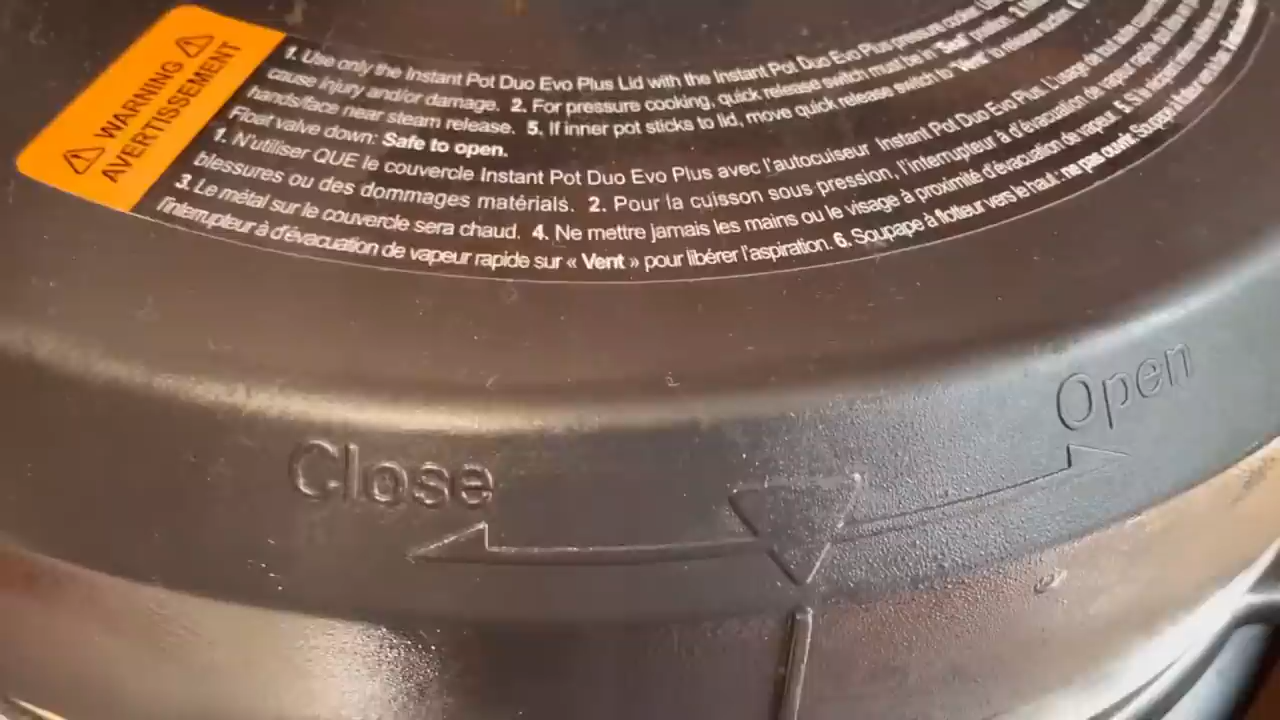 ⚠ WARNING ⚠
AVERTISSEMENT
1. Use only the Instant Pot Duo Evo Plus Lid with the Instant Pot Duo Evo Plus pressure cooker
cause injury and/or damage. 2. For pressure cooking, quick release switch must be in "Seal" position.
hands/face near steam release. 5. If inner pot sticks to lid, move quick release switch to "Vent" to release
Float valve down: Safe to open.
1. N'utiliser QUE le couvercle Instant Pot Duo Evo Plus avec l'autocuiseur Instant Pot Duo Evo Plus. L'usage de tout
blessures ou des dommages matérials. 2. Pour la cuisson sous pression, l'interrupteur à d'évacuation de vapeur rapide
3. Le métal sur le couvercle sera chaud. 4. Ne mettre jamais les mains ou le visage à proximité d'évacuation de vapeur. 5.
l'interrupteur à d'évacuation de vapeur rapide sur « Vent » pour libérer l'aspiration. 6. Soupape à flotteur vers le haut : ne pas ouvrir. Soupape à
Close
Open